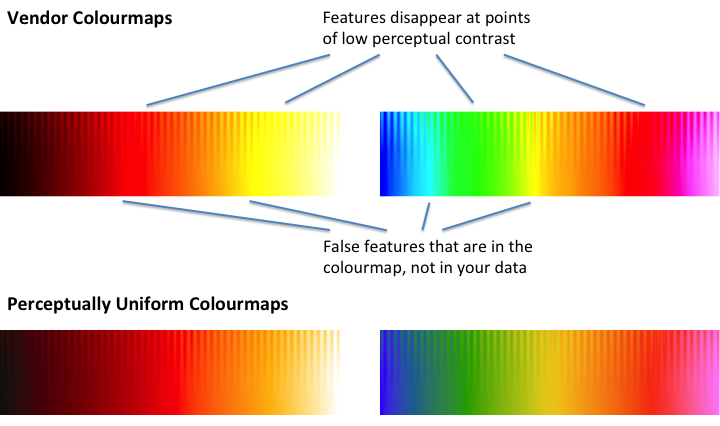 Vendor Colourmaps
Features disappear at points
of low perceptual contrast
False features that are in the
colourmap, not in your data
Perceptually Uniform Colourmaps